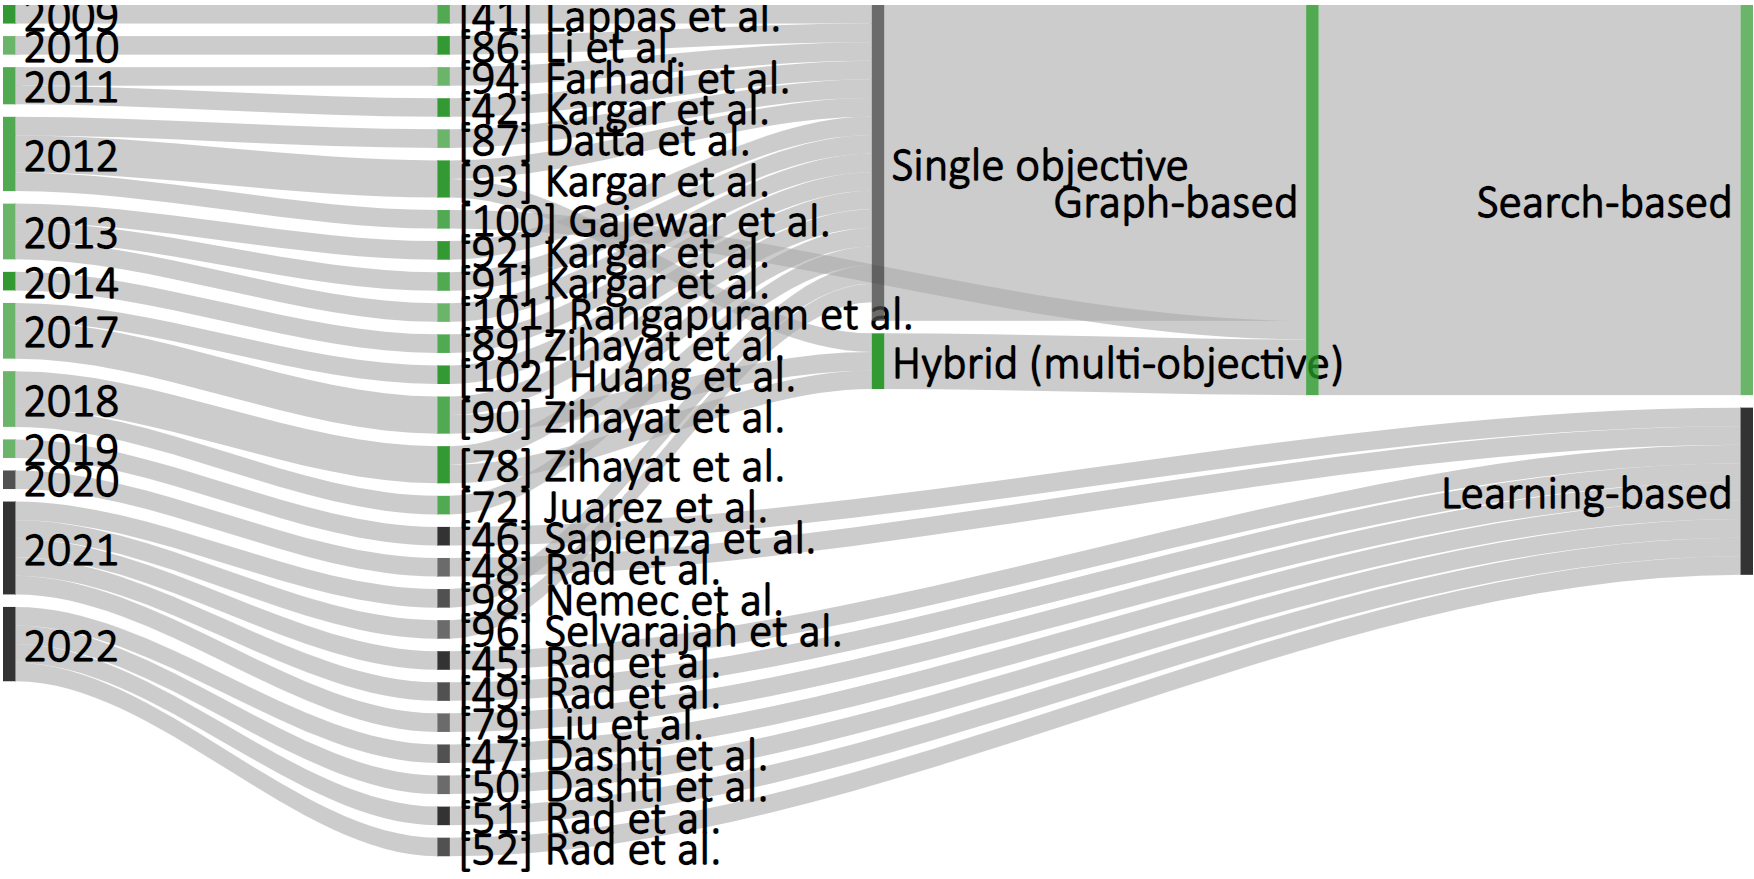 2009
2010
2011
2012
2013
2014
2017
2018
2019
2020
2021
2022
[41] Lappas et al.
[86] Li et al.
[94] Farhadi et al.
[42] Kargar et al.
[87] Datta et al.
[93] Kargar et al.
[100] Gajewar et al.
[92] Kargar et al.
[91] Kargar et al.
[101] Rangapuram et al.
[89] Zihayat et al.
[102] Huang et al.
[90] Zihayat et al.
[78] Zihayat et al.
[72] Juarez et al.
[46] Sapienza et al.
[48] Rad et al.
[98] Nemec et al.
[96] Selvarajah et al.
[45] Rad et al.
[49] Rad et al.
[79] Liu et al.
[47] Dashti et al.
[50] Dashti et al.
[51] Rad et al.
[52] Rad et al.
Single objective
Hybrid (multi-objective)
Graph-based
Search-based
Learning-based